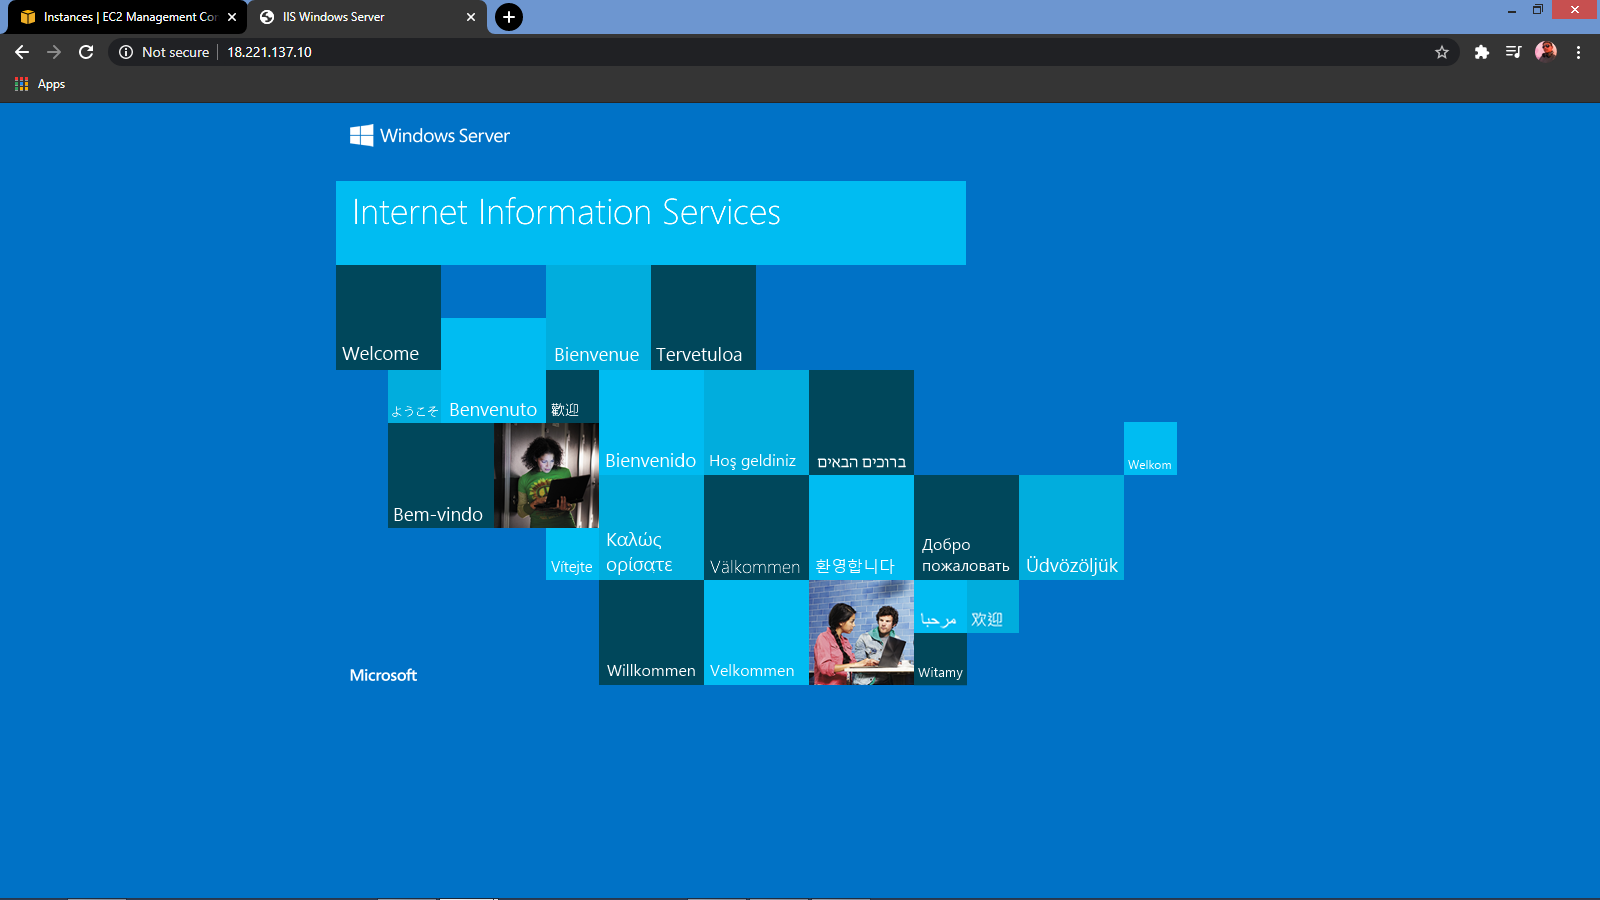 Instances | EC2 Management Cor
IIS Windows Server
Not secure
18.221.137.10
Apps
Windows Server
Internet Information Services
Welcome
Bienvenue
Tervetuloa
ようこそ
Benvenuto
歡迎
Bienvenido
Hoş geldiniz
ברוכים הבאים
Welkom
Bem-vindo
Vítejte
Καλώς
ορίσατε
Välkommen
환영합니다
Добро
пожаловать
Üdvözöljük
Willkommen
Velkommen
مرحبا
欢迎
Witamy
Microsoft